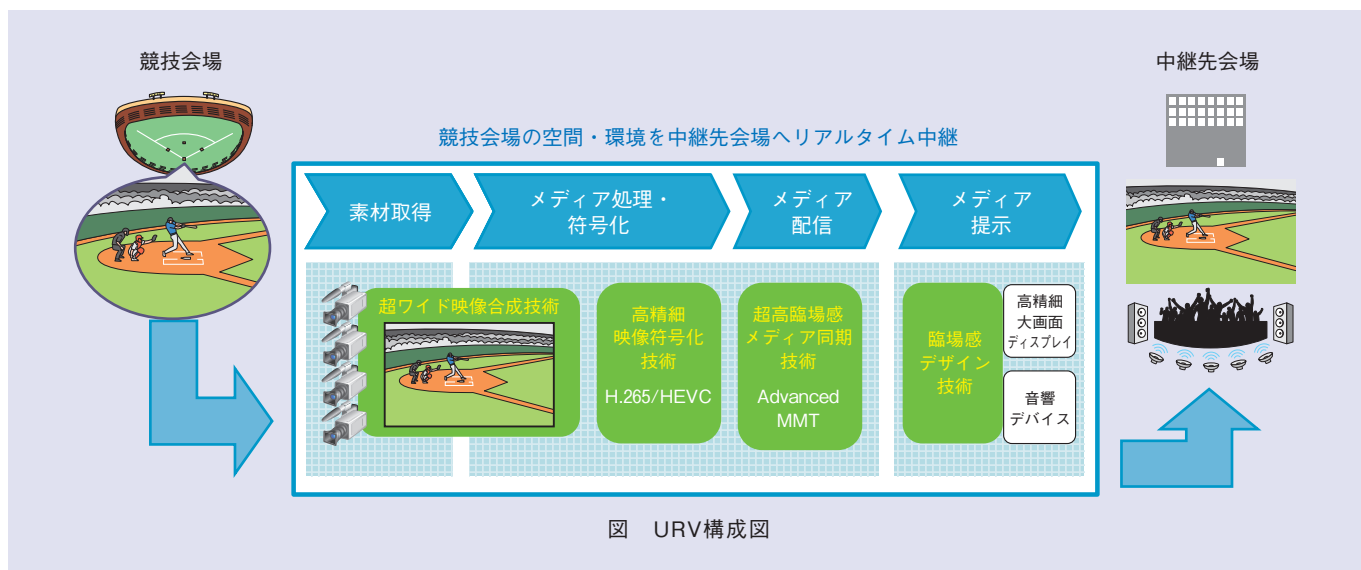 競技会場
中継先会場
競技会場の空間・環境を中継先会場へリアルタイム中継
素材取得
メディア処理・
符号化
メディア
配信
メディア
提示
超ワイド映像合成技術
高精細
映像符号化
技術
H.265/HEVC
超高臨場感
メディア同期
技術
Advanced
MMT
臨場感
デザイン
技術
高精細
大画面
ディスプレイ
音響
デバイス
図　URV構成図